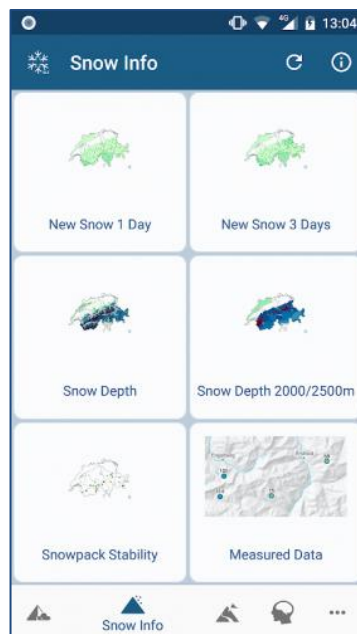 4G 13:04
Snow Info
New Snow 1 Day
New Snow 3 Days
Snow Depth
Snow Depth 2000/2500m
Snowpack Stability
Measured Data
Snow Info